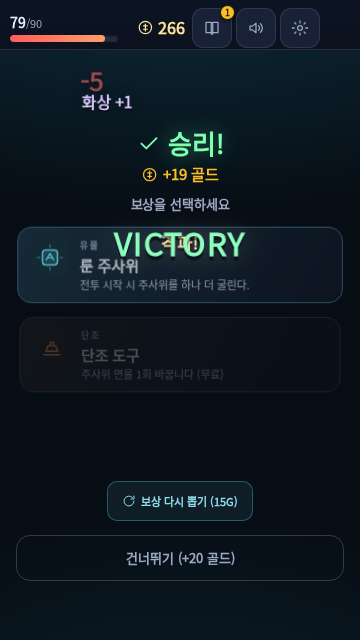 79/90
266
1
-5
화상 +1
승리!
+19 골드
보상을 선택하세요
VICTORY
유물
룬 주사위
전투 시작 시 주사위를 하나 더 굴린다.
단조
단조 도구
주사위 면을 1회 바꿉니다 (무료)
보상 다시 뽑기 (15G)
건너뛰기 (+20 골드)